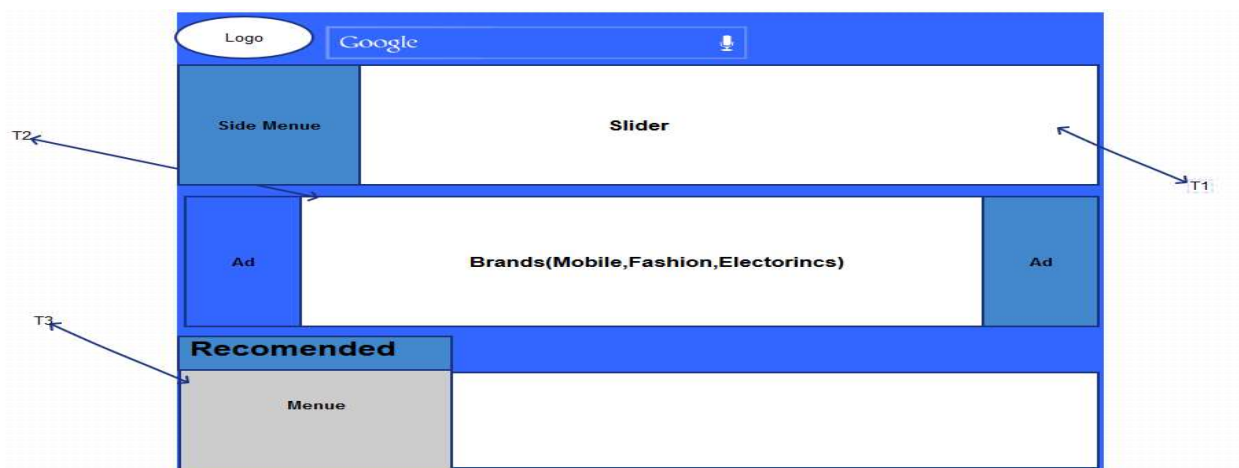 Logo
Google
Side Menue
Slider
T2
T1
Ad
Brands(Mobile,Fashion,Electorincs)
Ad
T3
Recomended
Menue